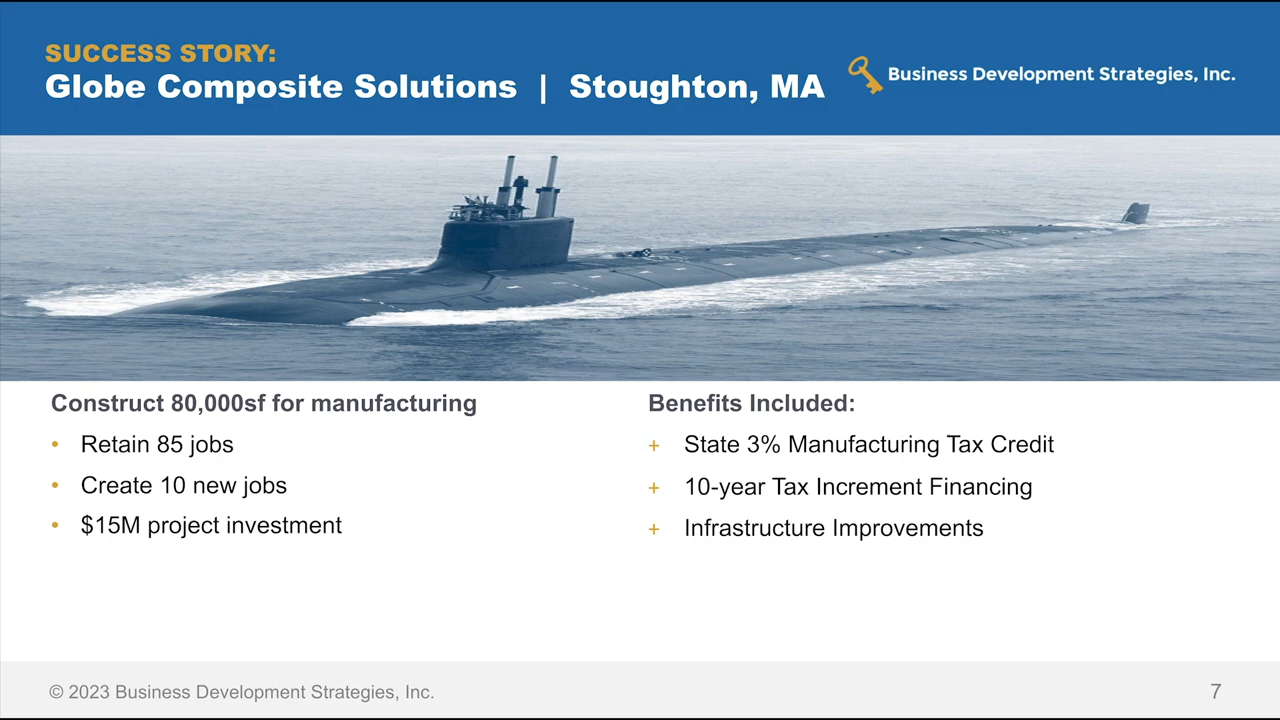 SUCCESS STORY:
Globe Composite Solutions | Stoughton, MA
Business Development Strategies, Inc.
Construct 80,000sf for manufacturing
• Retain 85 jobs
• Create 10 new jobs
• $15M project investment
Benefits Included:
+ State 3% Manufacturing Tax Credit
+ 10-year Tax Increment Financing
+ Infrastructure Improvements
© 2023 Business Development Strategies, Inc.
7